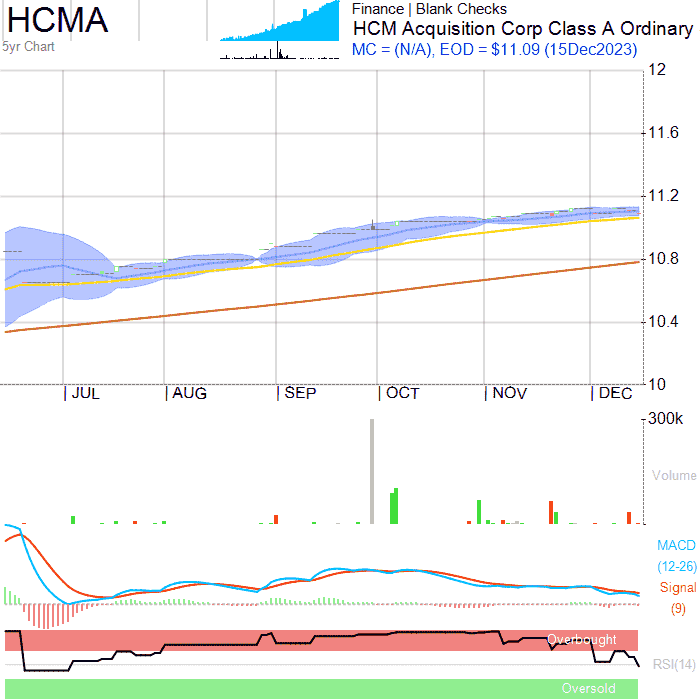 HCMA
5yr Chart
Finance | Blank Checks
HCM Acquisition Corp Class A Ordinary
MC = (N/A), EOD = $11.09 (15Dec2023)
12
11.6
11.2
10.8
10.4
10
JUL AUG SEP OCT NOV DEC
300k
Volume
MACD
(12-26)
Signal
(9)
Overbought
RSI(14)
Oversold